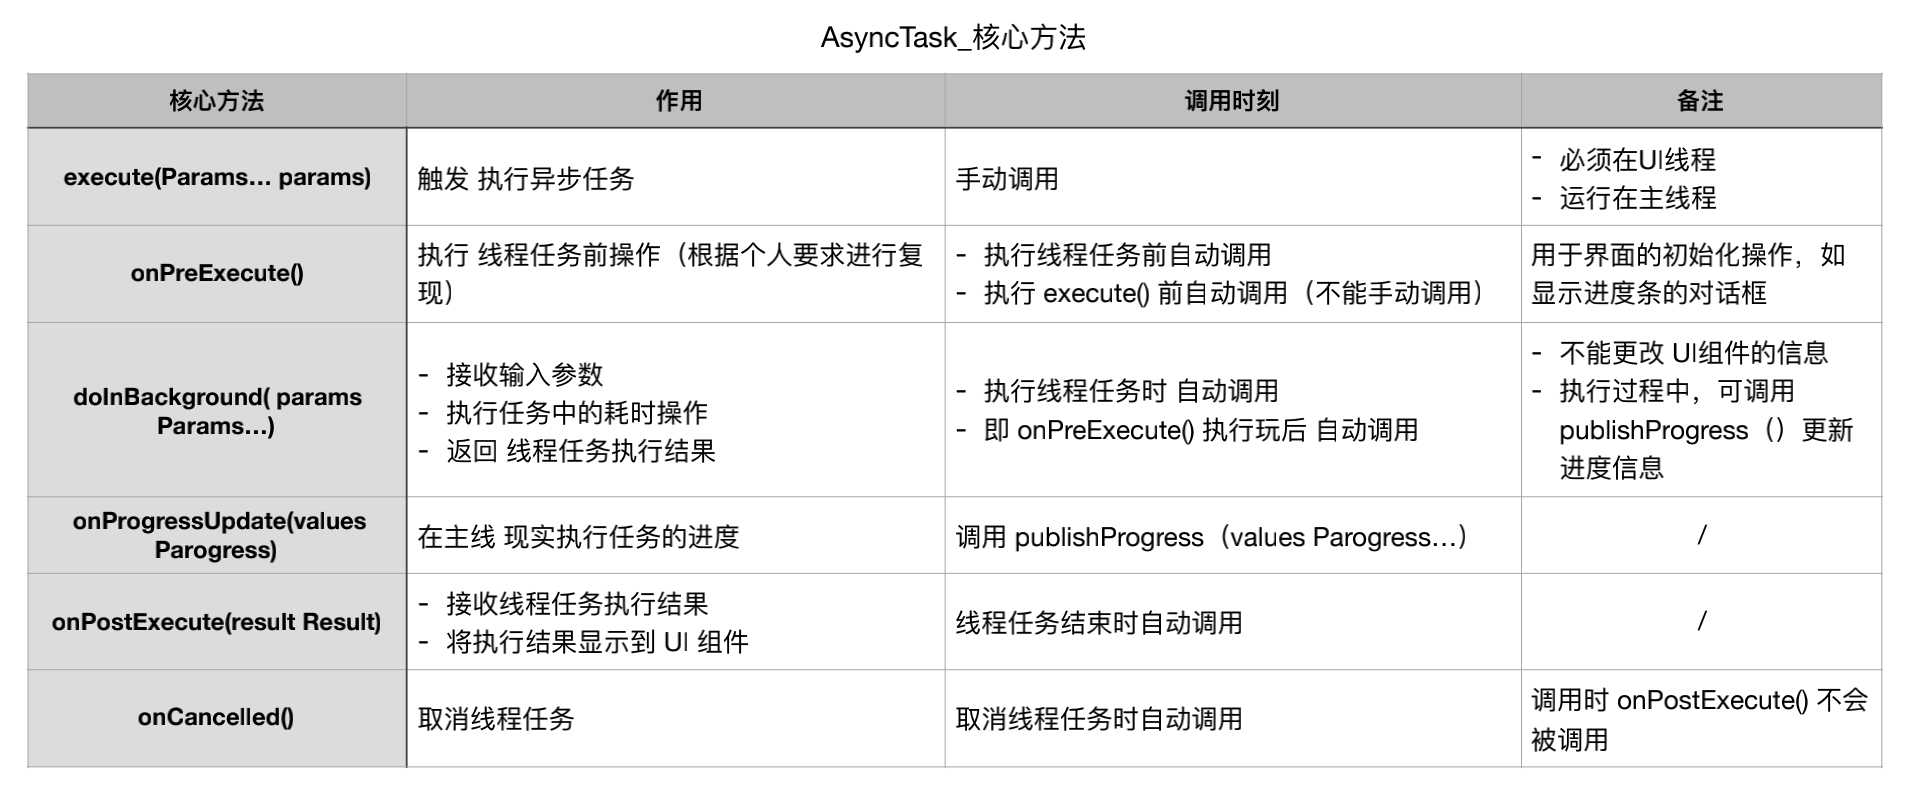 AsyncTask_核心方法
核心方法
作用
调用时刻
备注
execute(Params... params)
触发 执行异步任务
手动调用
- 必须在UI线程
- 运行在主线程
onPreExecute()
执行 线程任务前操作（根据个人要求进行复
现）
- 执行线程任务前自动调用
- 执行 execute() 前自动调用（不能手动调用）
用于界面的初始化操作，如
显示进度条的对话框
doInBackground( params
Params...)
- 接收输入参数
- 执行任务中的耗时操作
- 返回 线程任务执行结果
- 执行线程任务时 自动调用
- 即 onPreExecute() 执行玩后 自动调用
- 不能更改 UI组件的信息
- 执行过程中，可调用
publishProgress（）更新
进度信息
onProgressUpdate(values
Parogress)
在主线 现实执行任务的进度
调用 publishProgress（values Parogress...）
/
onPostExecute(result Result)
- 接收线程任务执行结果
- 将执行结果显示到 UI 组件
线程任务结束时自动调用
/
onCancelled()
取消线程任务
取消线程任务时自动调用
调用时 onPostExecute() 不会
被调用